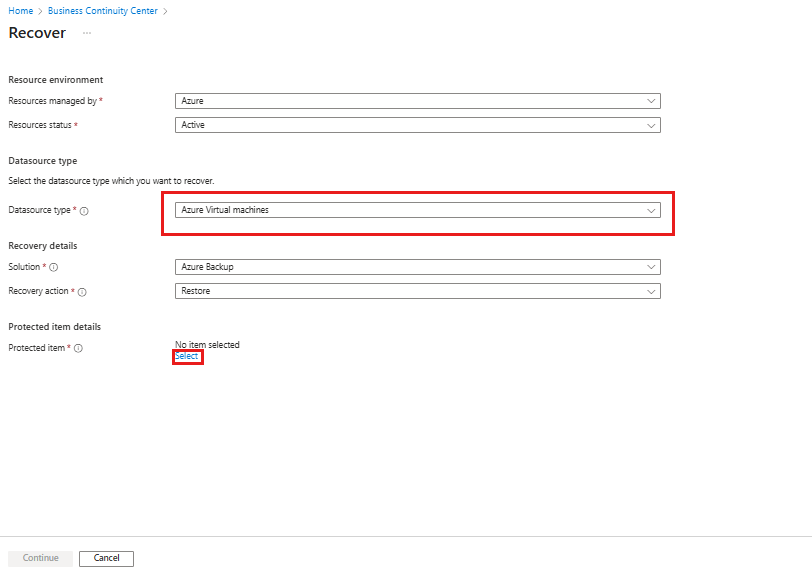 Home > Business Continuity Center >
Recover ...
Resource environment
Resources managed by * Azure
Resources status * Active
Datasource type
Select the datasource type which you want to recover.
Datasource type * Azure Virtual machines
Recovery details
Solution * Azure Backup
Recovery action * Restore
Protected item details
Protected item * No item selected
Select
Continue Cancel